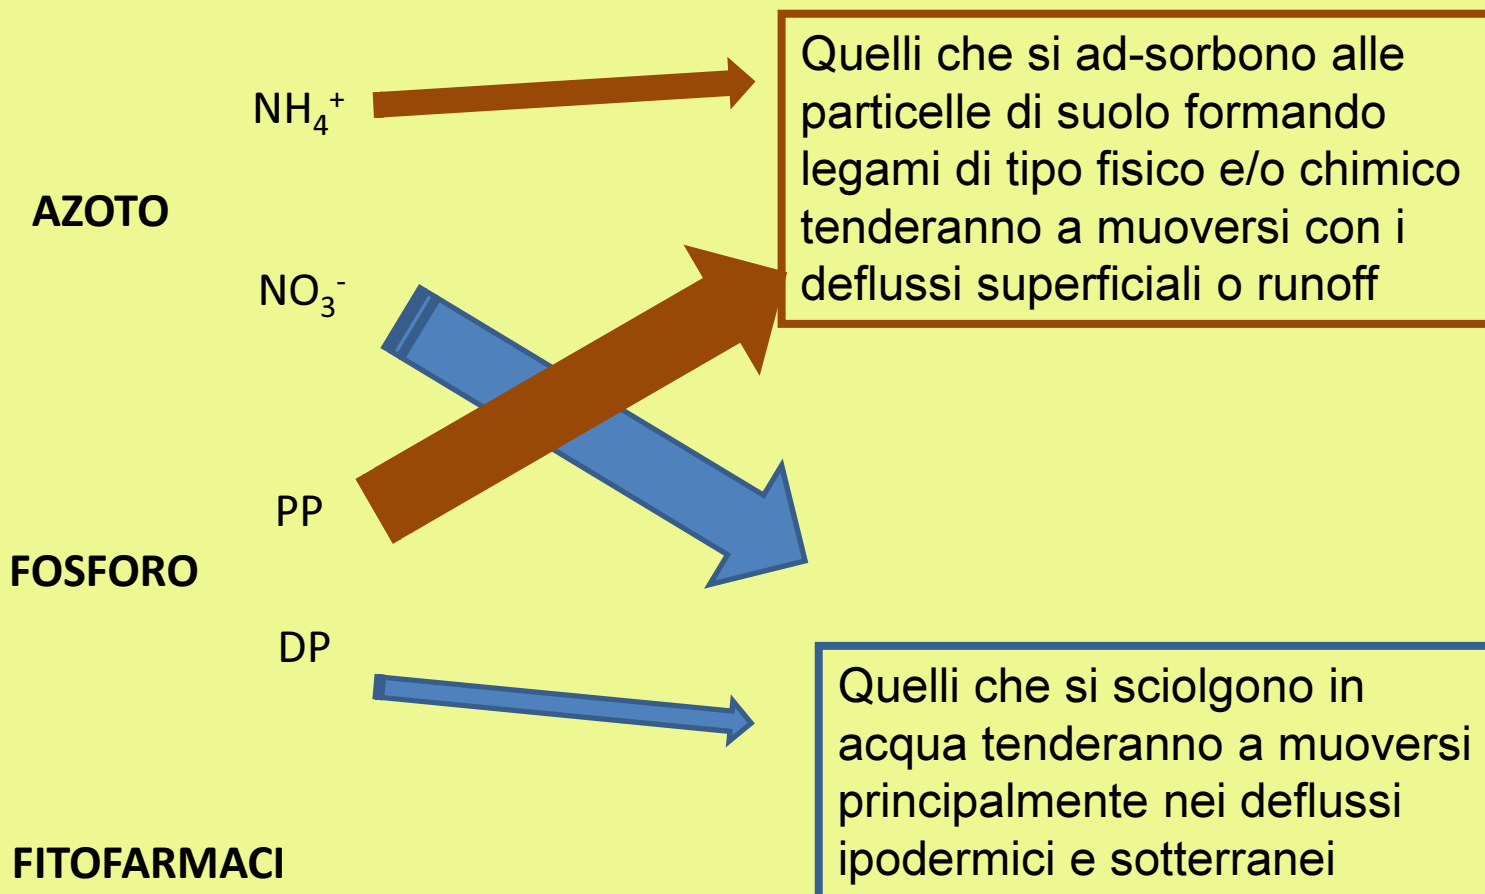 Quelli che si ad-sorbono alle
particelle di suolo formando
legami di tipo fisico e/o chimico
tenderanno a muoversi con i
deflussi superficiali o runoff
NH₄⁺
AZOTO
NO₃⁻
PP
FOSFORO
DP
Quelli che si sciolgono in
acqua tenderanno a muoversi
principalmente nei deflussi
ipodermici e sotterranei
FITOFARMACI